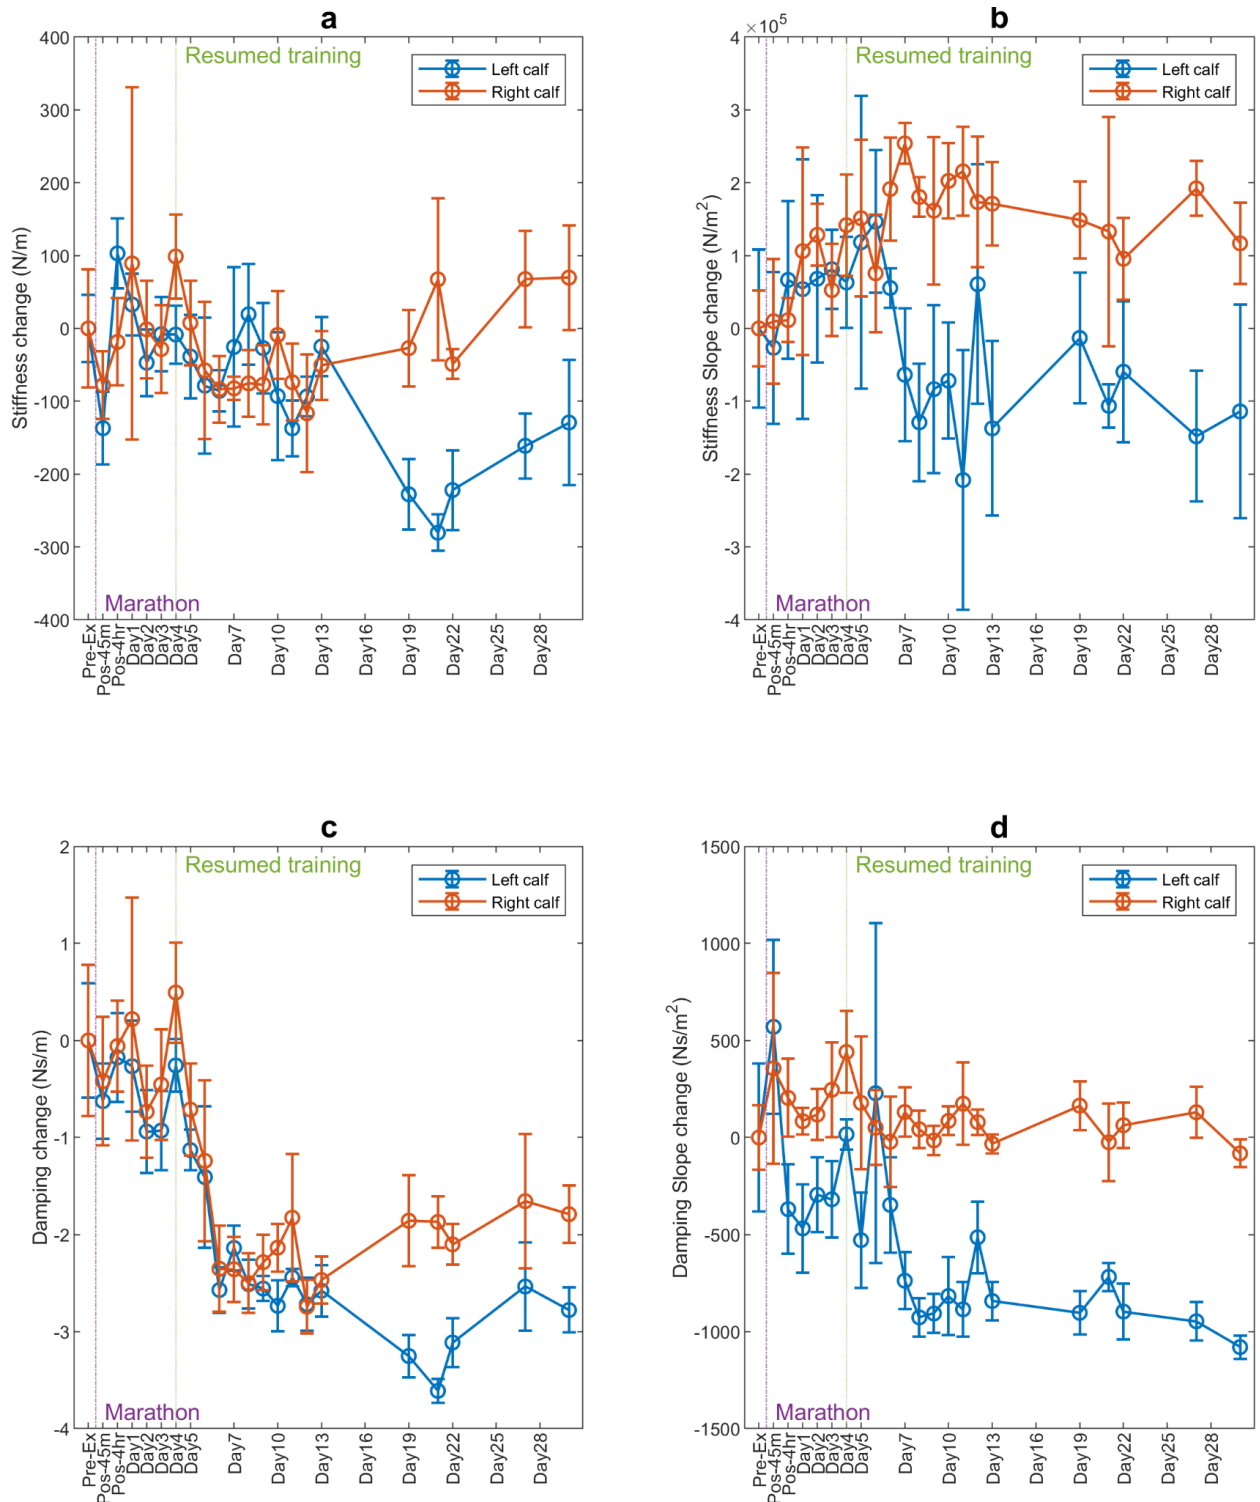 a
Stiffness change (N/m)
400
300
200
100
0
-100
-200
-300
-400
Resumed training
Left calf
Right calf
Marathon
Pre-Ex
Pos-45m
Pos-4hr
Day1
Day2
Day3
Day4
Day5
Day7
Day10
Day13
Day16
Day19
Day22
Day25
Day28
b
×10^5
Stiffness Slope change (N/m^2)
4
3
2
1
0
-1
-2
-3
-4
Resumed training
Left calf
Right calf
Marathon
Pre-Ex
Pos-45m
Pos-4hr
Day1
Day2
Day3
Day4
Day5
Day7
Day10
Day13
Day16
Day19
Day22
Day25
Day28
c
Damping change (Ns/m)
2
1
0
-1
-2
-3
-4
Resumed training
Left calf
Right calf
Marathon
Pre-Ex
Pos-45m
Pos-4hr
Day1
Day2
Day3
Day4
Day5
Day7
Day10
Day13
Day16
Day19
Day22
Day25
Day28
d
Damping Slope change (Ns/m^2)
1500
1000
500
0
-500
-1000
-1500
Resumed training
Left calf
Right calf
Marathon
Pre-Ex
Pos-45m
Pos-4hr
Day1
Day2
Day3
Day4
Day5
Day7
Day10
Day13
Day16
Day19
Day22
Day25
Day28